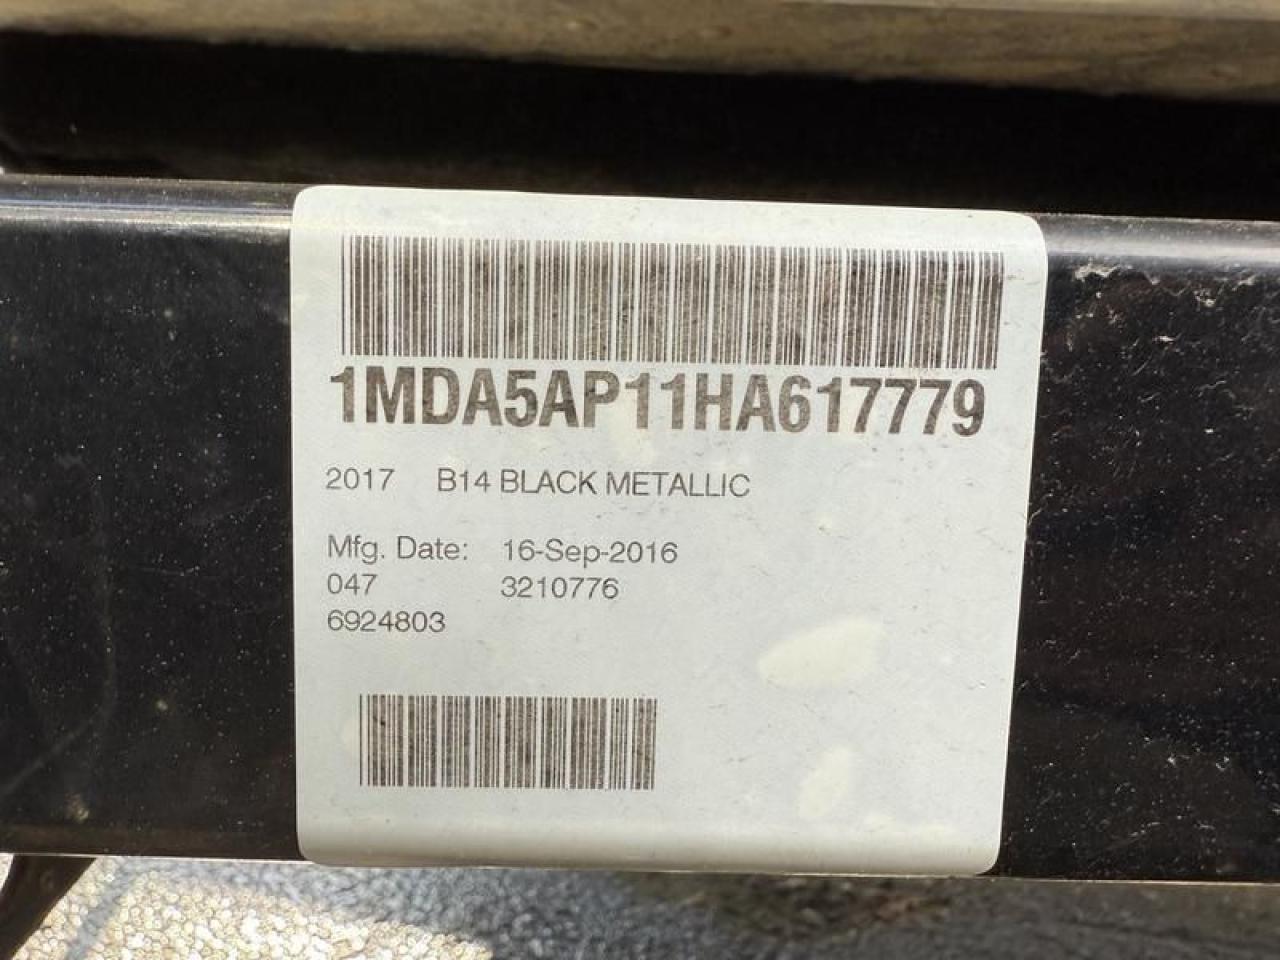 1MDA5AP11HA617779
2017 B14 BLACK METALLIC
Mfg. Date: 16-Sep-2016
047 3210776
6924803